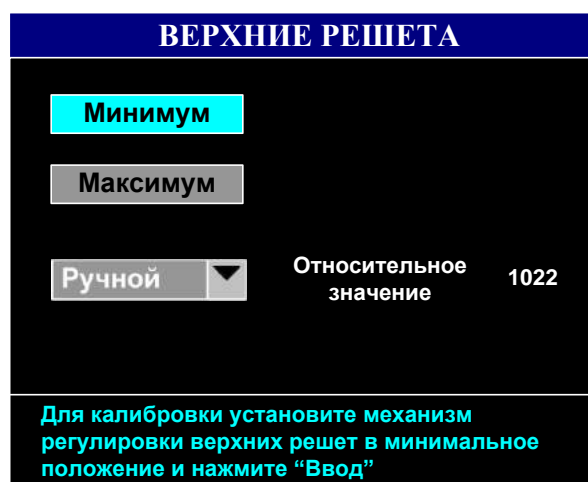 ВЕРХНИЕ РЕШЕТА
Минимум
Максимум
Ручной
Относительное
значение
1022
Для калибровки установите механизм
регулировки верхних решет в минимальное
положение и нажмите “Ввод”